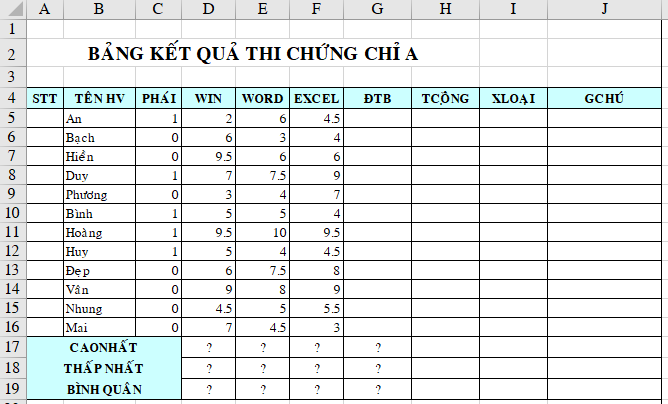 A B C D E F G H I J
1
2 BẢNG KẾT QUẢ THI CHỨNG CHỈ A
3
4 STT TÊN HV PHÁI WIN WORD EXCEL ĐTB TCỘNG XLOẠI GCHÚ
5 An 1 2 6 4.5
6 Bạch 0 6 3 4
7 Hiền 0 9.5 6 6
8 Duy 1 7 7.5 9
9 Phương 0 3 4 7
10 Bình 1 5 5 4
11 Hoàng 1 9.5 10 9.5
12 Huy 1 5 4 4.5
13 Đẹp 0 6 7.5 8
14 Vân 0 9 8 9
15 Nhung 0 4.5 5 5.5
16 Mai 0 7 4.5 3
17 CAONHẤT ? ? ? ?
18 THẤP NHẤT ? ? ? ?
19 BÌNH QUÂN ? ? ? ?